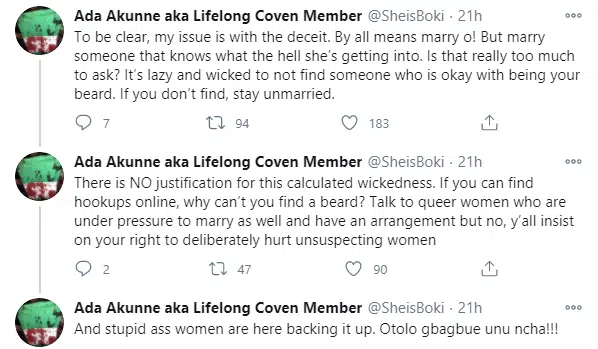 Ada Akunne aka Lifelong Coven Member @SheisBoki · 21h
To be clear, my issue is with the deceit. By all means marry o! But marry
someone that knows what the hell she's getting into. Is that really too much
to ask? It's lazy and wicked to not find someone who is okay with being your
beard. If you don't find, stay unmarried.
7 94 183
Ada Akunne aka Lifelong Coven Member @SheisBoki · 21h
There is NO justification for this calculated wickedness. If you can find
hookups online, why can't you find a beard? Talk to queer women who are
under pressure to marry as well and have an arrangement but no, y'all insist
on your right to deliberately hurt unsuspecting women
2 47 90
Ada Akunne aka Lifelong Coven Member @SheisBoki · 21h
And stupid ass women are here backing it up. Otolo gbagbue unu ncha!!!